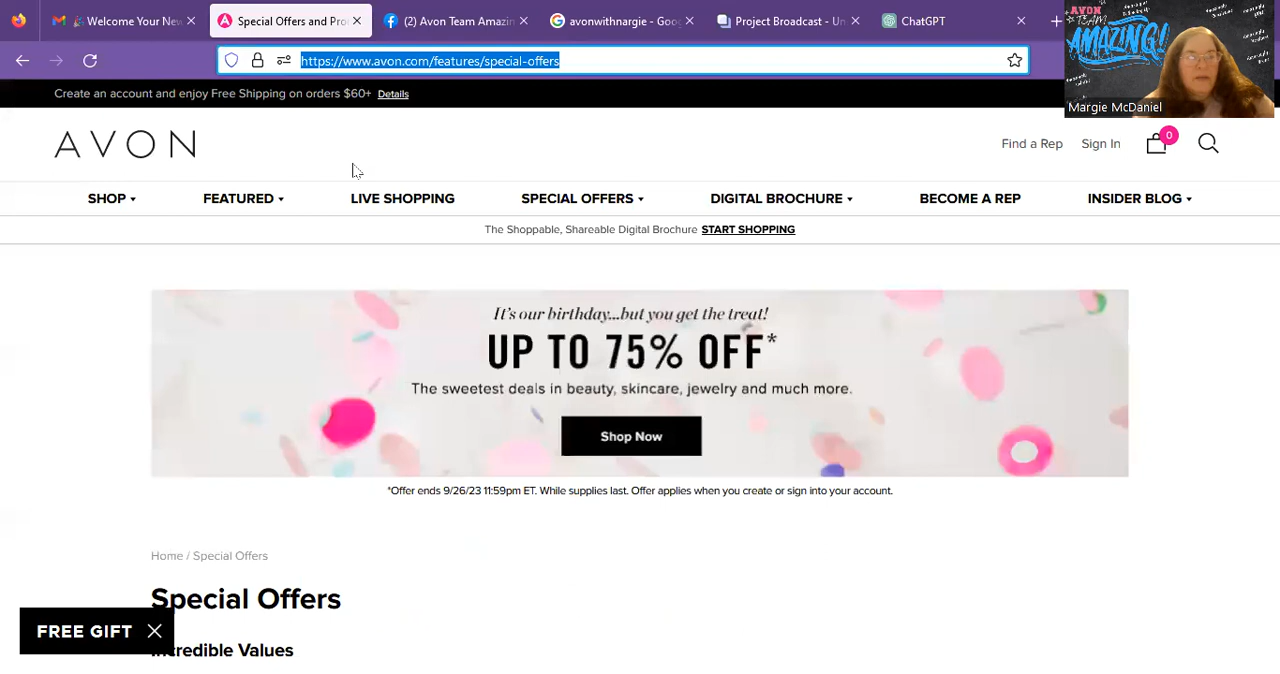 🎉 Welcome Your New
Special Offers and Pro
(2) Avon Team Amazin
avonwithnargie - Goo
Project Broadcast - Un
ChatGPT
https://www.avon.com/features/special-offers
AVON
TEAM
AMAZING!
Margie McDaniel
Create an account and enjoy Free Shipping on orders $60+ Details
AVON
Find a Rep
Sign In
0
SHOP
FEATURED
LIVE SHOPPING
SPECIAL OFFERS
DIGITAL BROCHURE
BECOME A REP
INSIDER BLOG
The Shoppable, Shareable Digital Brochure START SHOPPING
It's our birthday...but you get the treat!
UP TO 75% OFF*
The sweetest deals in beauty, skincare, jewelry and much more.
Shop Now
*Offer ends 9/26/23 11:59pm ET. While supplies last. Offer applies when you create or sign into your account.
Home / Special Offers
Special Offers
FREE GIFT
Incredible Values